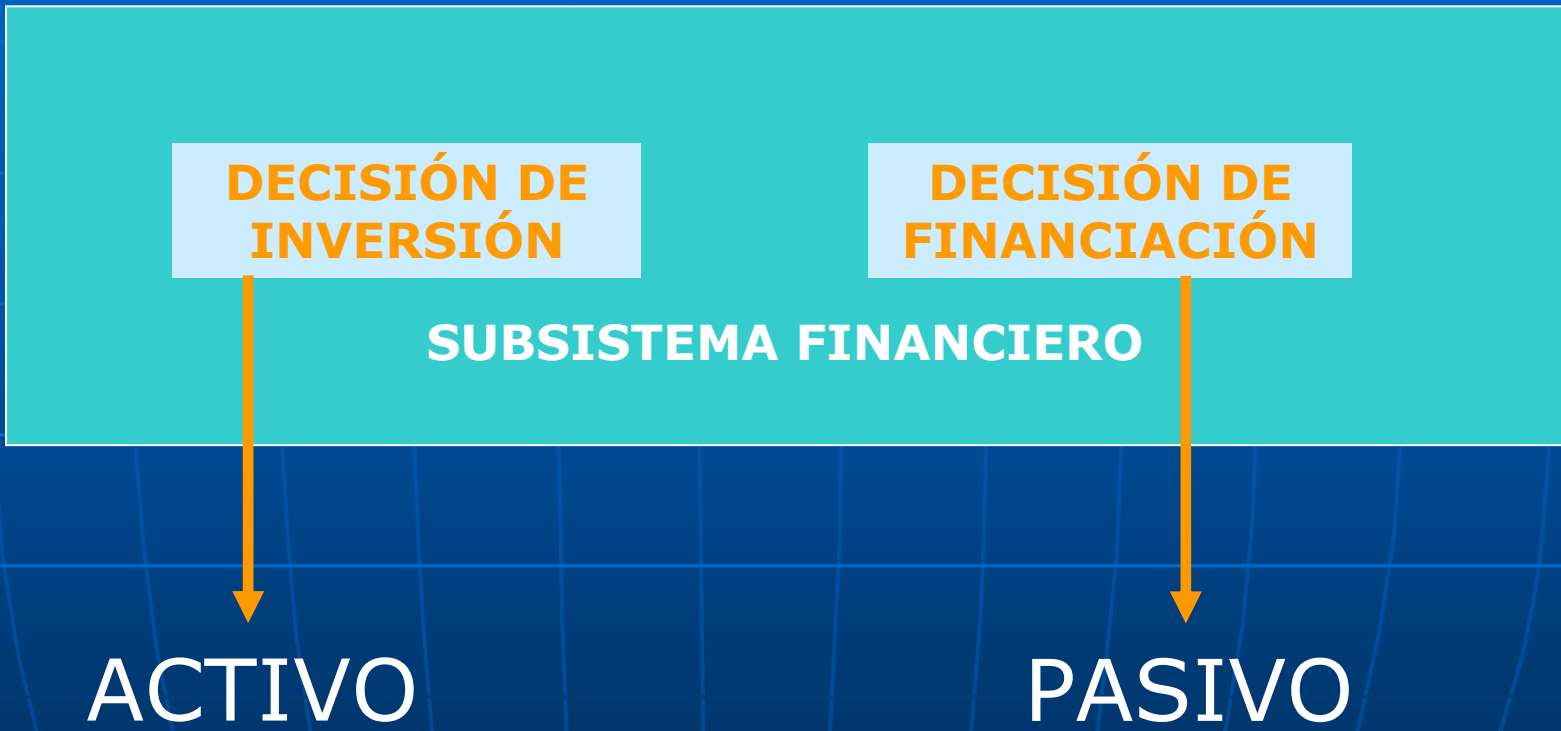 DECISIÓN DE
INVERSIÓN
DECISIÓN DE
FINANCIACIÓN
SUBSISTEMA FINANCIERO
ACTIVO
PASIVO